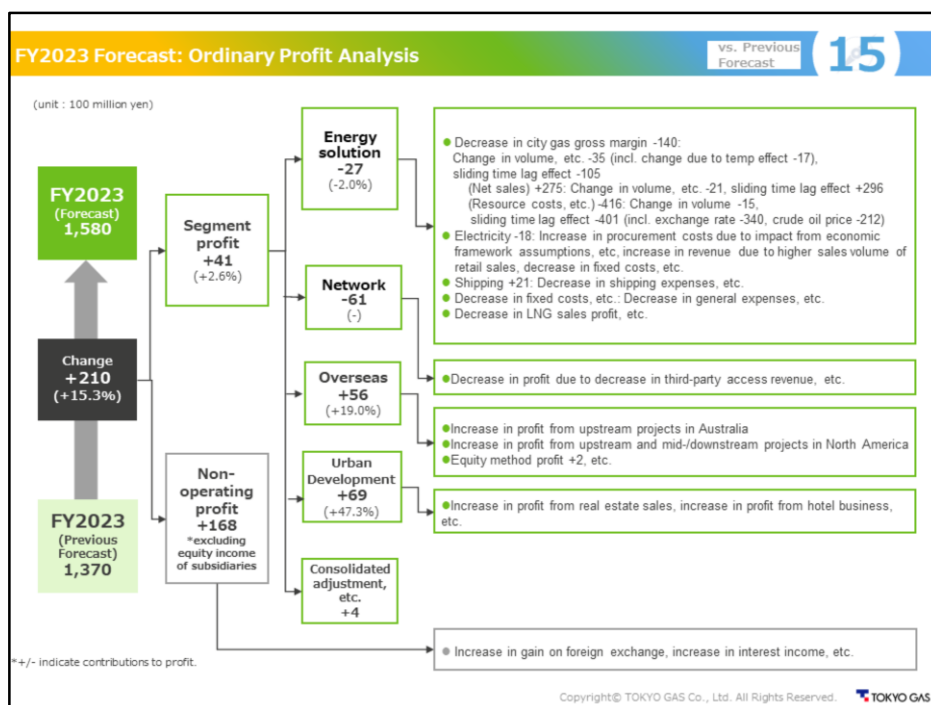 FY2023 Forecast: Ordinary Profit Analysis
vs. Previous
Forecast
15
(unit : 100 million yen)
FY2023
(Forecast)
1,580
Change
+210
(+15.3%)
FY2023
(Previous
Forecast)
1,370
Segment
profit
+41
(+2.6%)
Non-
operating
profit
+168
*excluding
equity income
of subsidiaries
Energy
solution
-27
(-2.0%)
Network
-61
(-)
Overseas
+56
(+19.0%)
Urban
Development
+69
(+47.3%)
Consolidated
adjustment,
etc.
+4
● Decrease in city gas gross margin -140:
Change in volume, etc. -35 (incl. change due to temp effect -17),
sliding time lag effect -105
(Net sales) +275: Change in volume, etc. -21, sliding time lag effect +296
(Resource costs, etc.) -416: Change in volume -15,
sliding time lag effect -401 (incl. exchange rate -340, crude oil price -212)
● Electricity -18: Increase in procurement costs due to impact from economic
framework assumptions, etc, increase in revenue due to higher sales volume of
retail sales, decrease in fixed costs, etc.
● Shipping +21: Decrease in shipping expenses, etc.
● Decrease in fixed costs, etc.: Decrease in general expenses, etc.
● Decrease in LNG sales profit, etc.
●Decrease in profit due to decrease in third-party access revenue, etc.
●Increase in profit from upstream projects in Australia
●Increase in profit from upstream and mid-/downstream projects in North America
●Equity method profit +2, etc.
●Increase in profit from real estate sales, increase in profit from hotel business,
etc.
● Increase in gain on foreign exchange, increase in interest income, etc.
*+/- indicate contributions to profit.
Copyright© TOKYO GAS Co., Ltd. All Rights Reserved.
TOKYO GAS